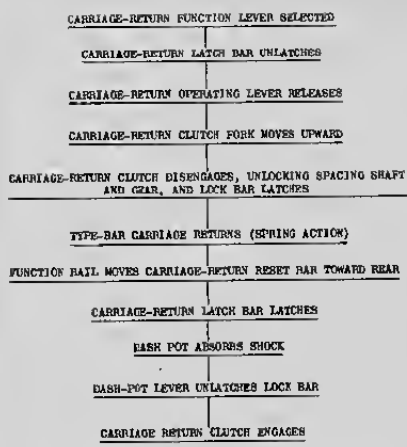 CARRIAGE-RETURN FUNCTION LEVER SELECTED
CARRIAGE-RETURN LATCH BAR UNLATCHES
CARRIAGE-RETURN OPERATING LEVER RELEASES
CARRIAGE-RETURN CLUTCH FORK MOVES UPWARD
CARRIAGE-RETURN CLUTCH DISENGAGES, UNLOCKING SPACING SHAFT
AND GEAR, AND LOCK BAR LATCHES
TYPE-BAR CARRIAGE RETURNS (SPRING ACTION)
FUNCTION BAIL MOVES CARRIAGE-RETURN RESET BAR TOWARD REAR
CARRIAGE-RETURN LATCH BAR LATCHES
DASH POT ABSORBS SHOCK
DASH-POT LEVER UNLATCHES LOCK BAR
CARRIAGE RETURN CLUTCH ENGAGES